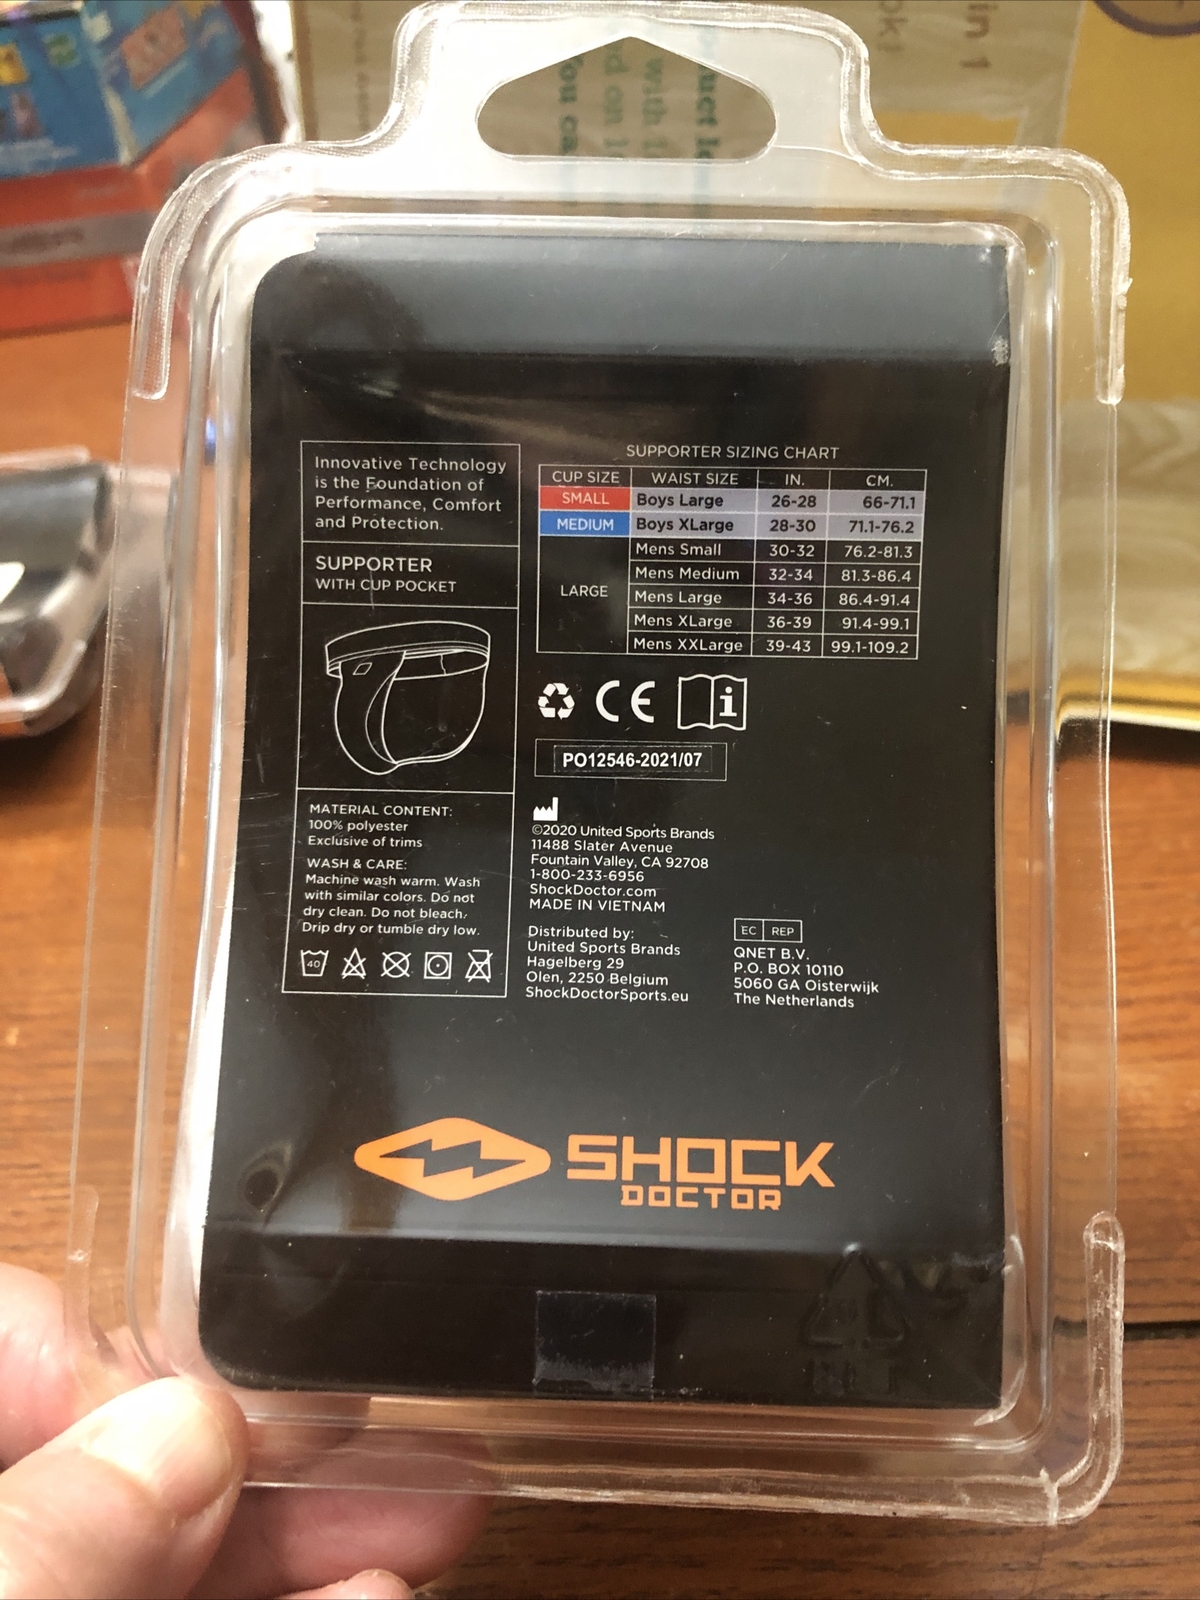 in 1
Innovative Technology
is the Foundation of
Performance, Comfort
and Protection.
SUPPORTER
WITH CUP POCKET
MATERIAL CONTENT:
100% polyester
Exclusive of trims
WASH & CARE:
Machine wash warm. Wash
with similar colors. Do not
dry clean. Do not bleach.
Drip dry or tumble dry low.
40
SUPPORTER SIZING CHART
CUP SIZE WAIST SIZE IN. CM.
SMALL Boys Large 26-28 66-71.1
MEDIUM Boys XLarge 28-30 71.1-76.2
Mens Small 30-32 76.2-81.3
Mens Medium 32-34 81.3-86.4
LARGE Mens Large 34-36 86.4-91.4
Mens XLarge 36-39 91.4-99.1
Mens XXLarge 39-43 99.1-109.2
CE i
PO12546-2021/07
©2020 United Sports Brands
11488 Slater Avenue
Fountain Valley, CA 92708
1-800-233-6956
ShockDoctor.com
MADE IN VIETNAM
Distributed by:
United Sports Brands
Hagelberg 29
Olen, 2250 Belgium
ShockDoctorSports.eu
EC REP
QNET B.V.
P.O. BOX 10110
5060 GA Oisterwijk
The Netherlands
SHOCK
DOCTOR